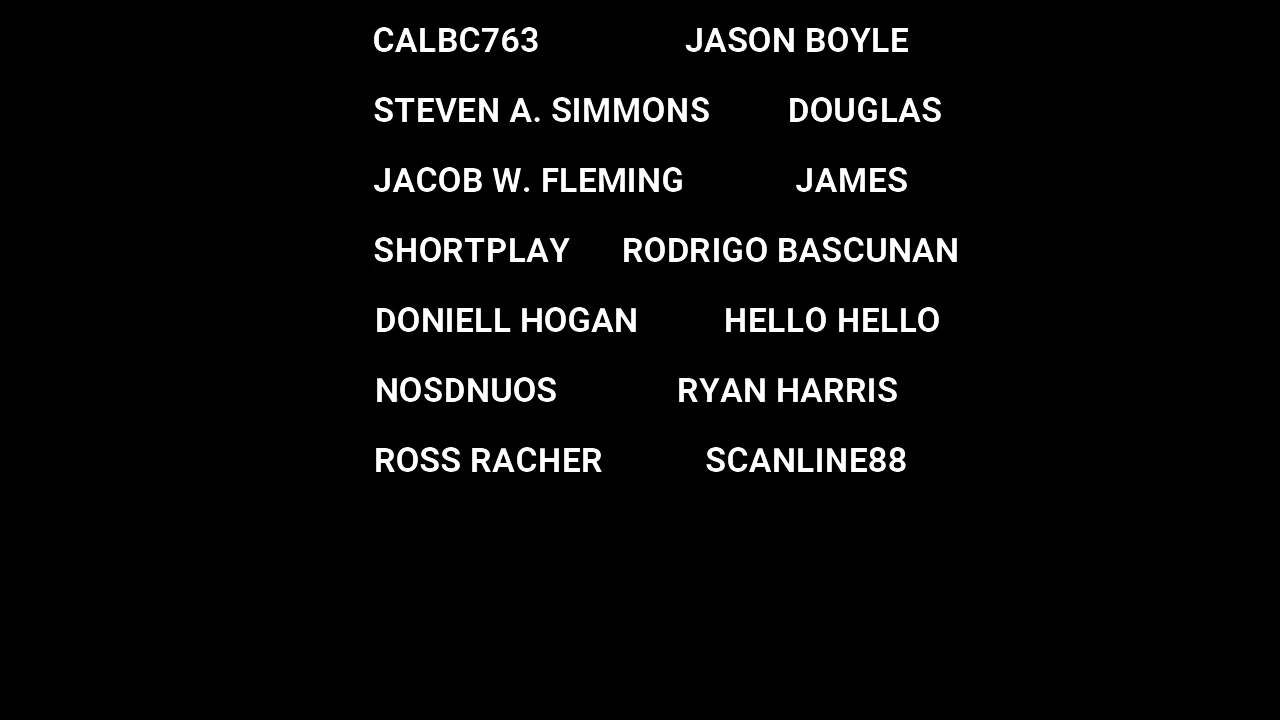 CALBC763 JASON BOYLE
STEVEN A. SIMMONS DOUGLAS
JACOB W. FLEMING JAMES
SHORTPLAY RODRIGO BASCUNAN
DONIELL HOGAN HELLO HELLO
NOSDNUOS RYAN HARRIS
ROSS RACHER SCANLINE88